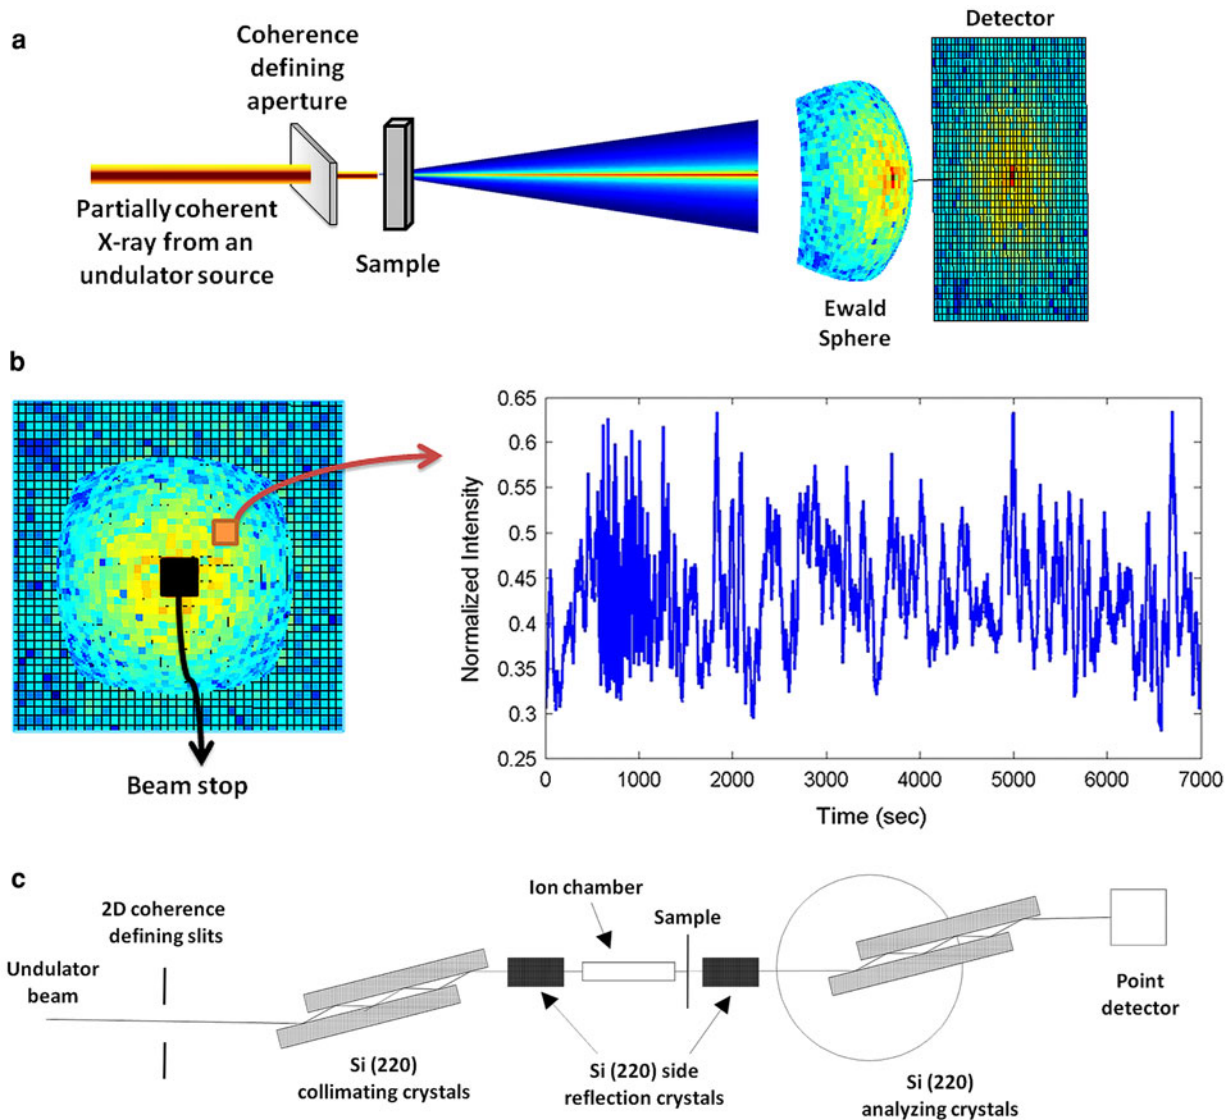 a
Coherence
defining
aperture
Detector
Partially coherent
X-ray from an
undulator source
Sample
Ewald
Sphere
b
Beam stop
Normalized Intensity
0.65
0.6
0.55
0.5
0.45
0.4
0.35
0.3
0.25
0 1000 2000 3000 4000 5000 6000 7000
Time (sec)
c
2D coherence
defining slits
Ion chamber
Sample
Undulator
beam
Point
detector
Si (220)
collimating crystals
Si (220) side
reflection crystals
Si (220)
analyzing crystals